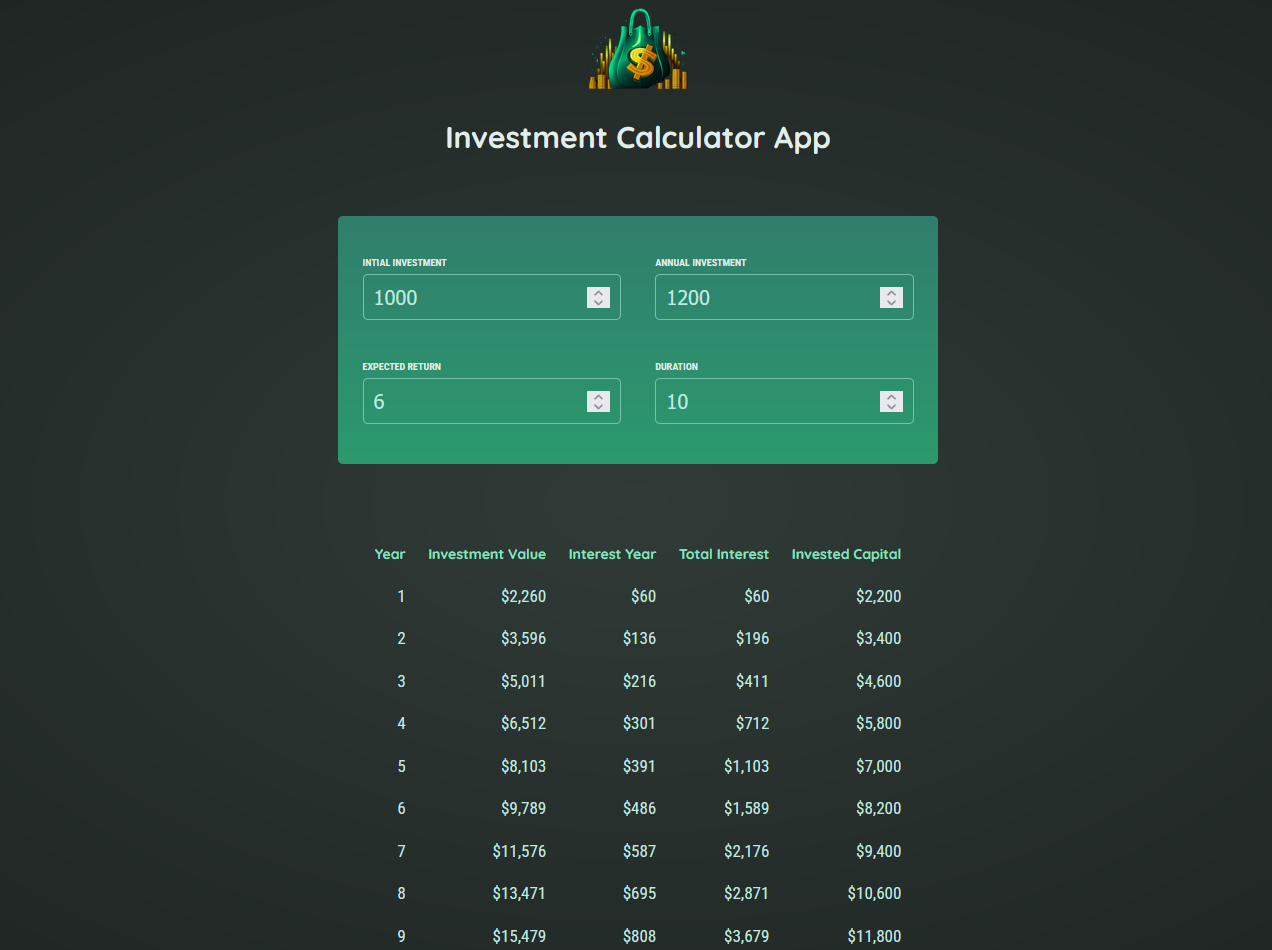 $
Investment Calculator App
INTIAL INVESTMENT ANNUAL INVESTMENT
1000 1200
EXPECTED RETURN DURATION
6 10
Year Investment Value Interest Year Total Interest Invested Capital
1 $2,260 $60 $60 $2,200
2 $3,596 $136 $196 $3,400
3 $5,011 $216 $411 $4,600
4 $6,512 $301 $712 $5,800
5 $8,103 $391 $1,103 $7,000
6 $9,789 $486 $1,589 $8,200
7 $11,576 $587 $2,176 $9,400
8 $13,471 $695 $2,871 $10,600
9 $15,479 $808 $3,679 $11,800